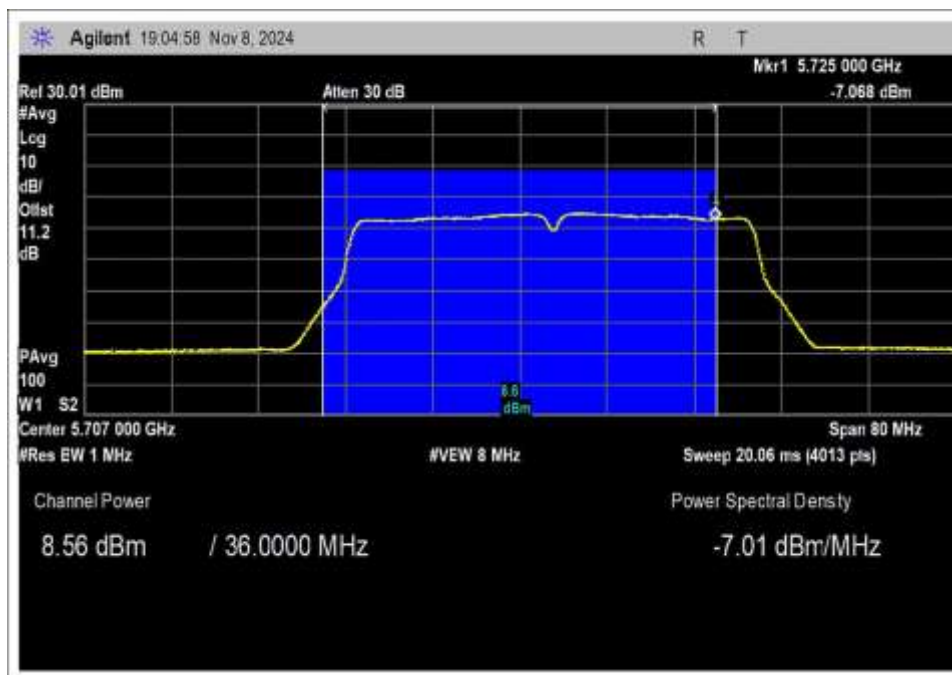 Agilent 19:04:58 Nov 8, 2024 R T
Mkr1 5.725 000 GHz
Ref 30.01 dBm Atten 30 dB -7.068 dBm
#Avg
Log
10
dB/
Offst
11.2
dB
PAvg
100
W1 S2
8.6
dBm
Center 5.707 000 GHz Span 80 MHz
#Res BW 1 MHz #VBW 8 MHz Sweep 20.06 ms (4013 pts)
Channel Power Power Spectral Density
8.56 dBm / 36.0000 MHz -7.01 dBm/MHz